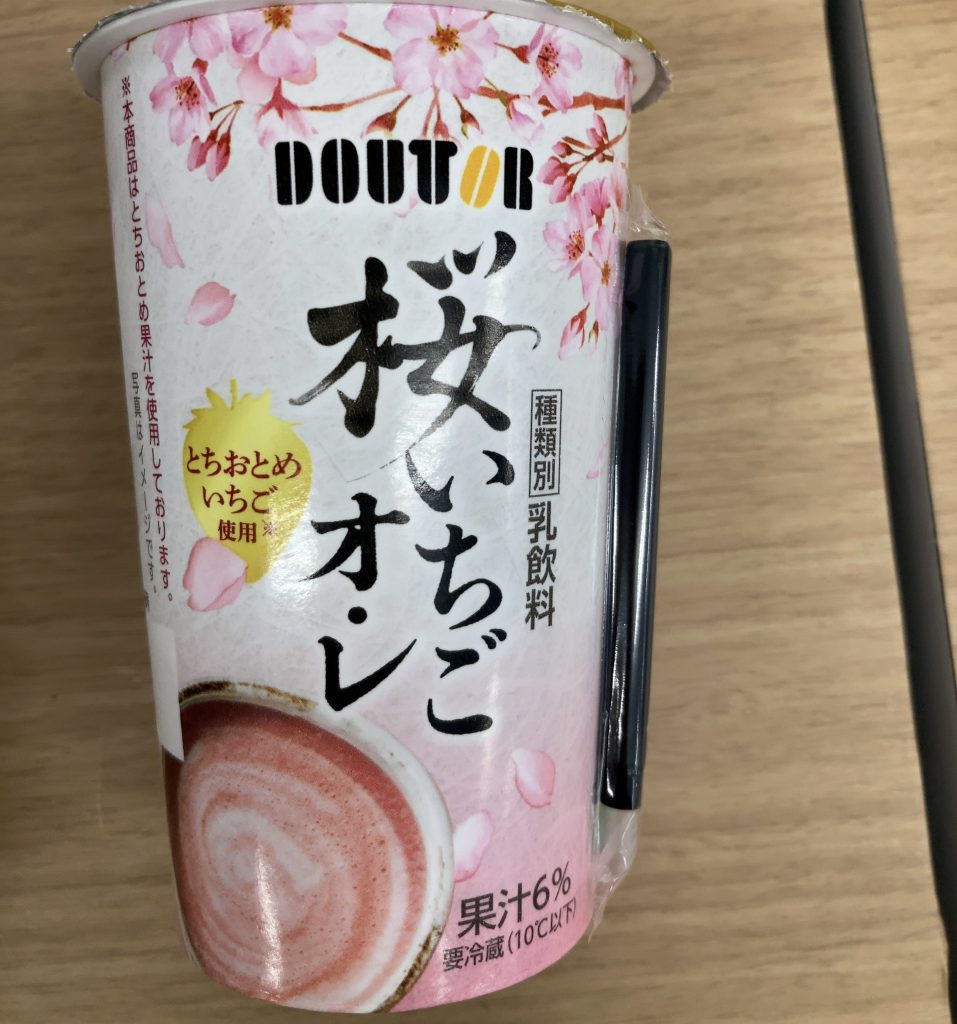 DOUTOR
桜いちご
オ・レ
種類別 乳飲料
とちおとめ
いちご
使用※
※本商品はとちおとめ果汁を使用しております。
写真はイメージです。
果汁6%
要冷蔵(10℃以下)